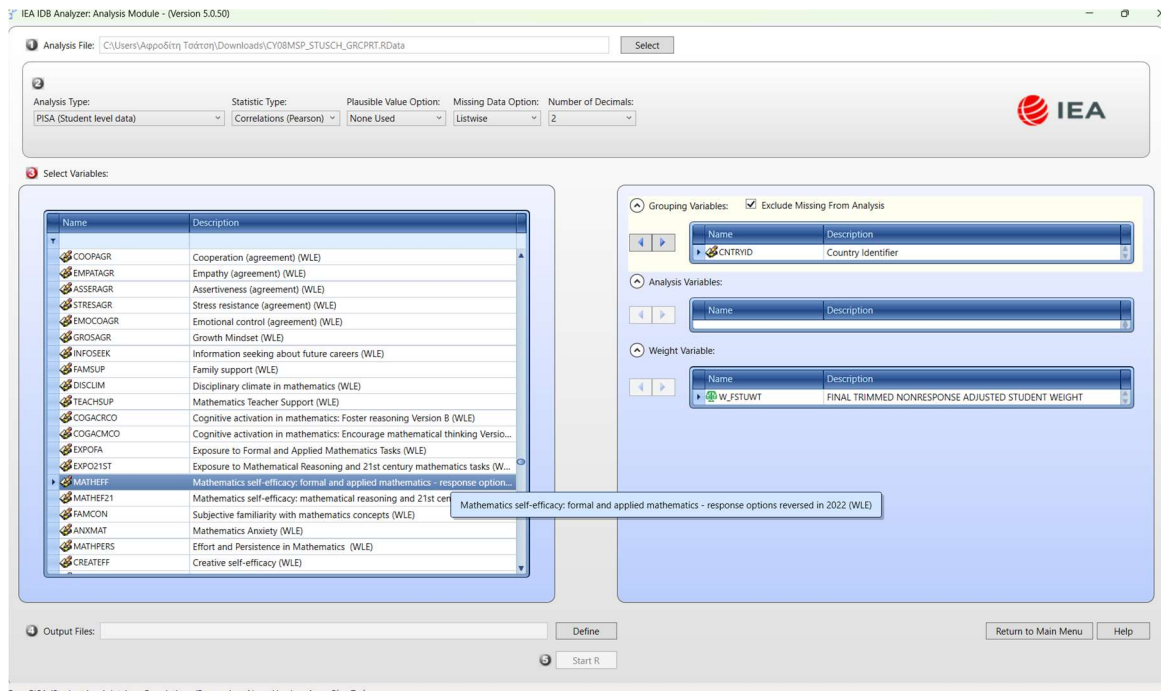 IEA IDB Analyzer: Analysis Module - (Version 5.0.50)
1 Analysis File: C:\Users\Αφροδίτη Τσάτση\Downloads\CY08MSP_STUSCH_GRCPRT.RData Select
2
Analysis Type: Statistic Type: Plausible Value Option: Missing Data Option: Number of Decimals:
PISA (Student level data) Correlations (Pearson) None Used Listwise 2
IEA
3 Select Variables:
Name Description
COOPAGR Cooperation (agreement) (WLE)
EMPATAGR Empathy (agreement) (WLE)
ASSERAGR Assertiveness (agreement) (WLE)
STRESAGR Stress resistance (agreement) (WLE)
EMOCOAGR Emotional control (agreement) (WLE)
GROSAGR Growth Mindset (WLE)
INFOSEEK Information seeking about future careers (WLE)
FAMSUP Family support (WLE)
DISCLIM Disciplinary climate in mathematics (WLE)
TEACHSUP Mathematics Teacher Support (WLE)
COGACRCO Cognitive activation in mathematics: Foster reasoning Version B (WLE)
COGACMCO Cognitive activation in mathematics: Encourage mathematical thinking Versio...
EXPOFA Exposure to Formal and Applied Mathematics Tasks (WLE)
EXPO21ST Exposure to Mathematical Reasoning and 21st century mathematics tasks (W...
MATHEFF Mathematics self-efficacy: formal and applied mathematics - response option...
MATHEF21 Mathematics self-efficacy: mathematical reasoning and 21st cen
Mathematics self-efficacy: formal and applied mathematics - response options reversed in 2022 (WLE)
FAMCON Subjective familiarity with mathematics concepts (WLE)
ANXMAT Mathematics Anxiety (WLE)
MATHPERS Effort and Persistence in Mathematics (WLE)
CREATEFF Creative self-efficacy (WLE)
Grouping Variables: Exclude Missing From Analysis
Name Description
CNTRYID Country Identifier
Analysis Variables:
Name Description
Weight Variable:
Name Description
W_FSTUWT FINAL TRIMMED NONRESPONSE ADJUSTED STUDENT WEIGHT
4 Output Files: Define
Return to Main Menu Help
5 Start R